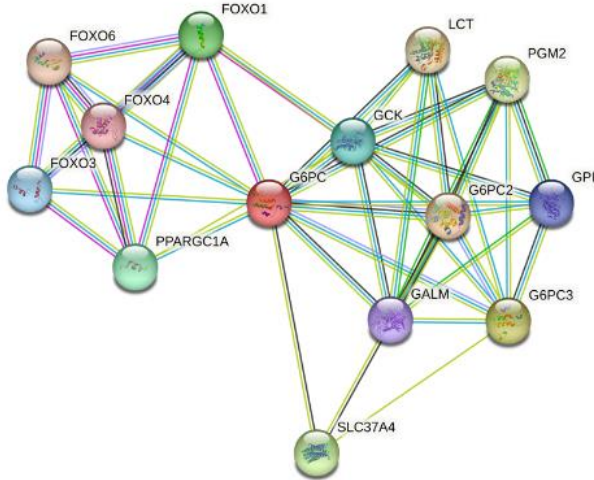 FOXO1
LCT
FOXO6
PGM2
FOXO4
GCK
FOXO3
G6PC
G6PC2
GPI
PPARGC1A
GALM
G6PC3
SLC37A4